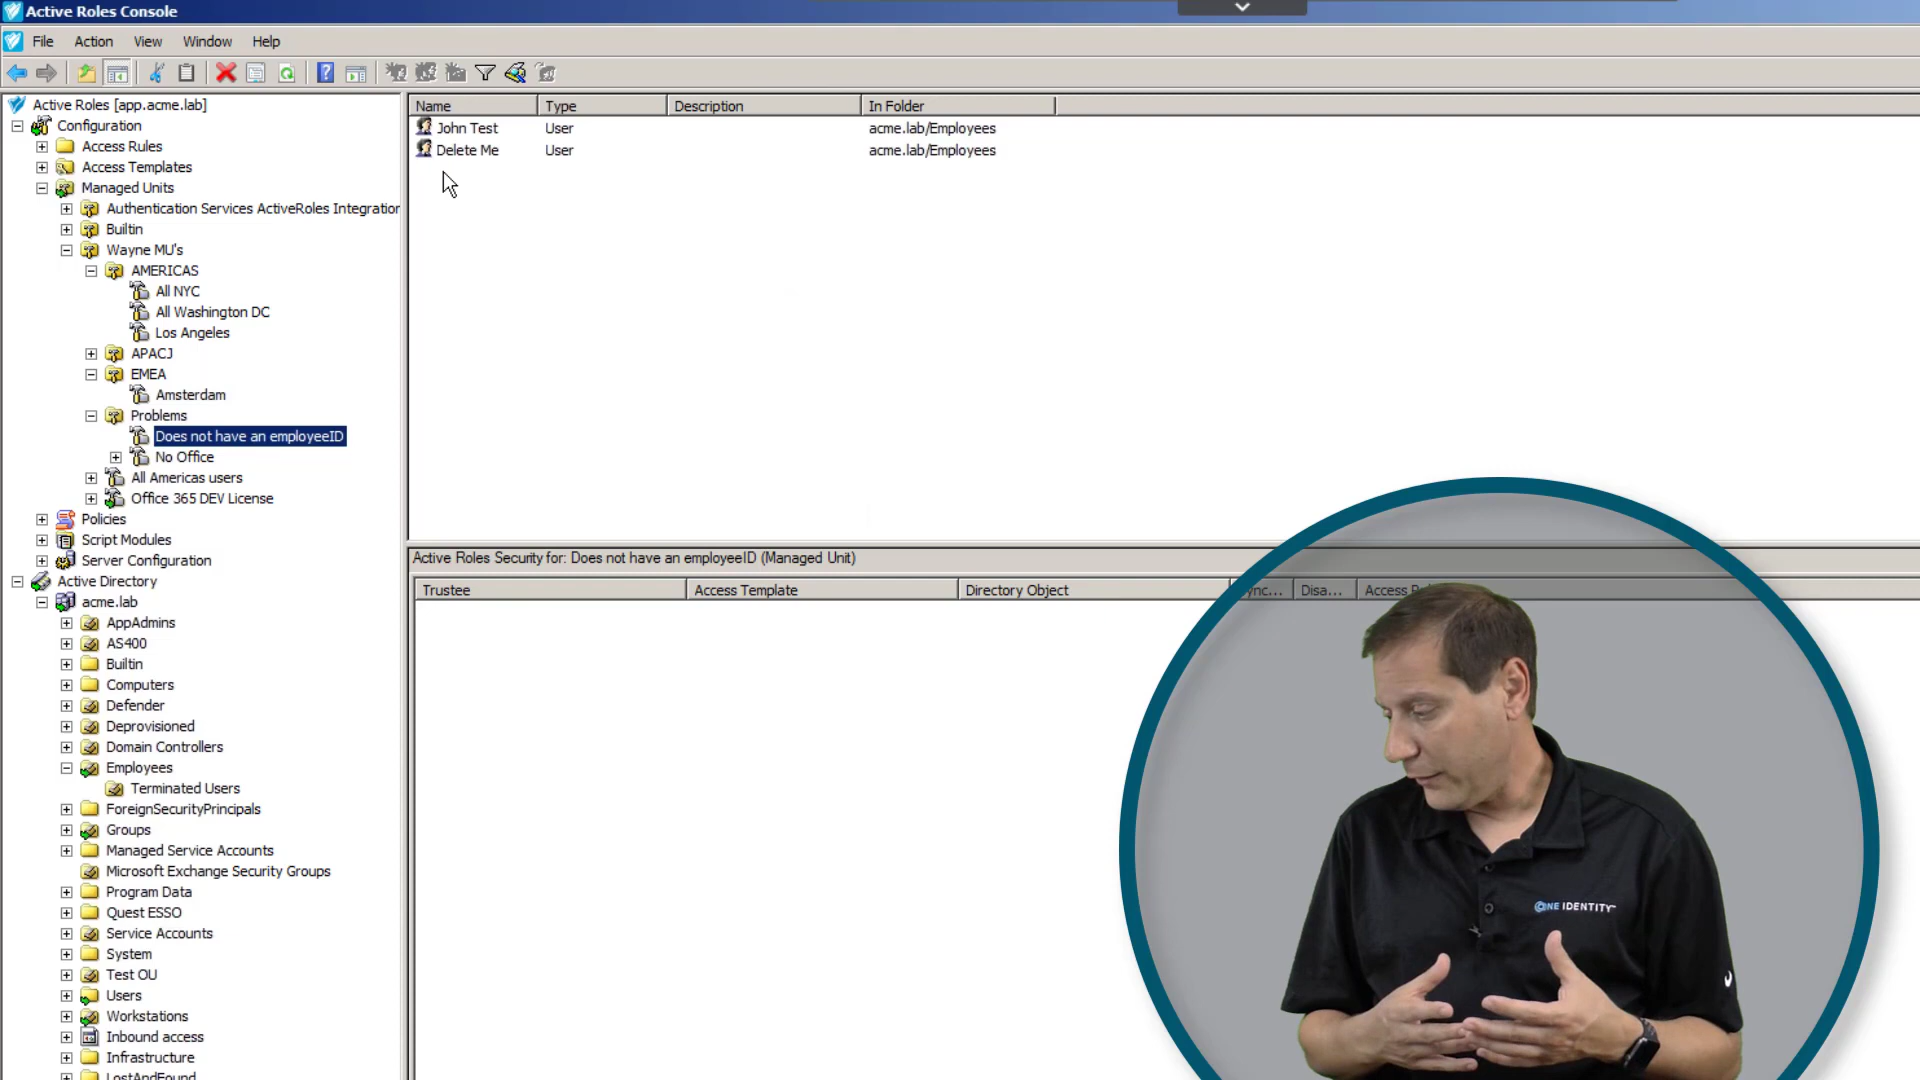 Active Roles Console
File Action View Window Help
Active Roles [app.acme.lab]
Configuration
Access Rules
Access Templates
Managed Units
Authentication Services ActiveRoles Integration
Builtin
Wayne MU's
AMERICAS
All NYC
All Washington DC
Los Angeles
APACJ
EMEA
Amsterdam
Problems
Does not have an employeeID
No Office
All Americas users
Office 365 DEV License
Policies
Script Modules
Server Configuration
Active Directory
acme.lab
AppAdmins
AS400
Builtin
Computers
Defender
Deprovisioned
Domain Controllers
Employees
Terminated Users
ForeignSecurityPrincipals
Groups
Managed Service Accounts
Microsoft Exchange Security Groups
Program Data
Quest ESSO
Service Accounts
System
Test OU
Users
Workstations
Inbound access
Infrastructure
LostAndFound
Name Type Description In Folder
John Test User acme.lab/Employees
Delete Me User acme.lab/Employees
Active Roles Security for: Does not have an employeeID (Managed Unit)
Trustee Access Template Directory Object Disa... Access
ONE IDENTITY